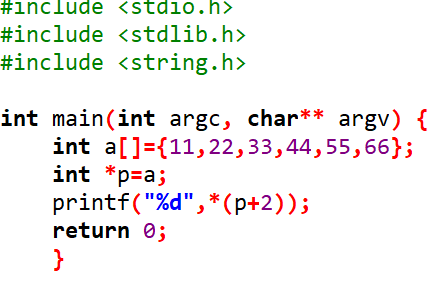 #include <stdio.h>
#include <stdlib.h>
#include <string.h>
int main(int argc, char** argv) {
int a[]={11,22,33,44,55,66};
int *p=a;
printf("%d",*(p+2));
return 0;
}